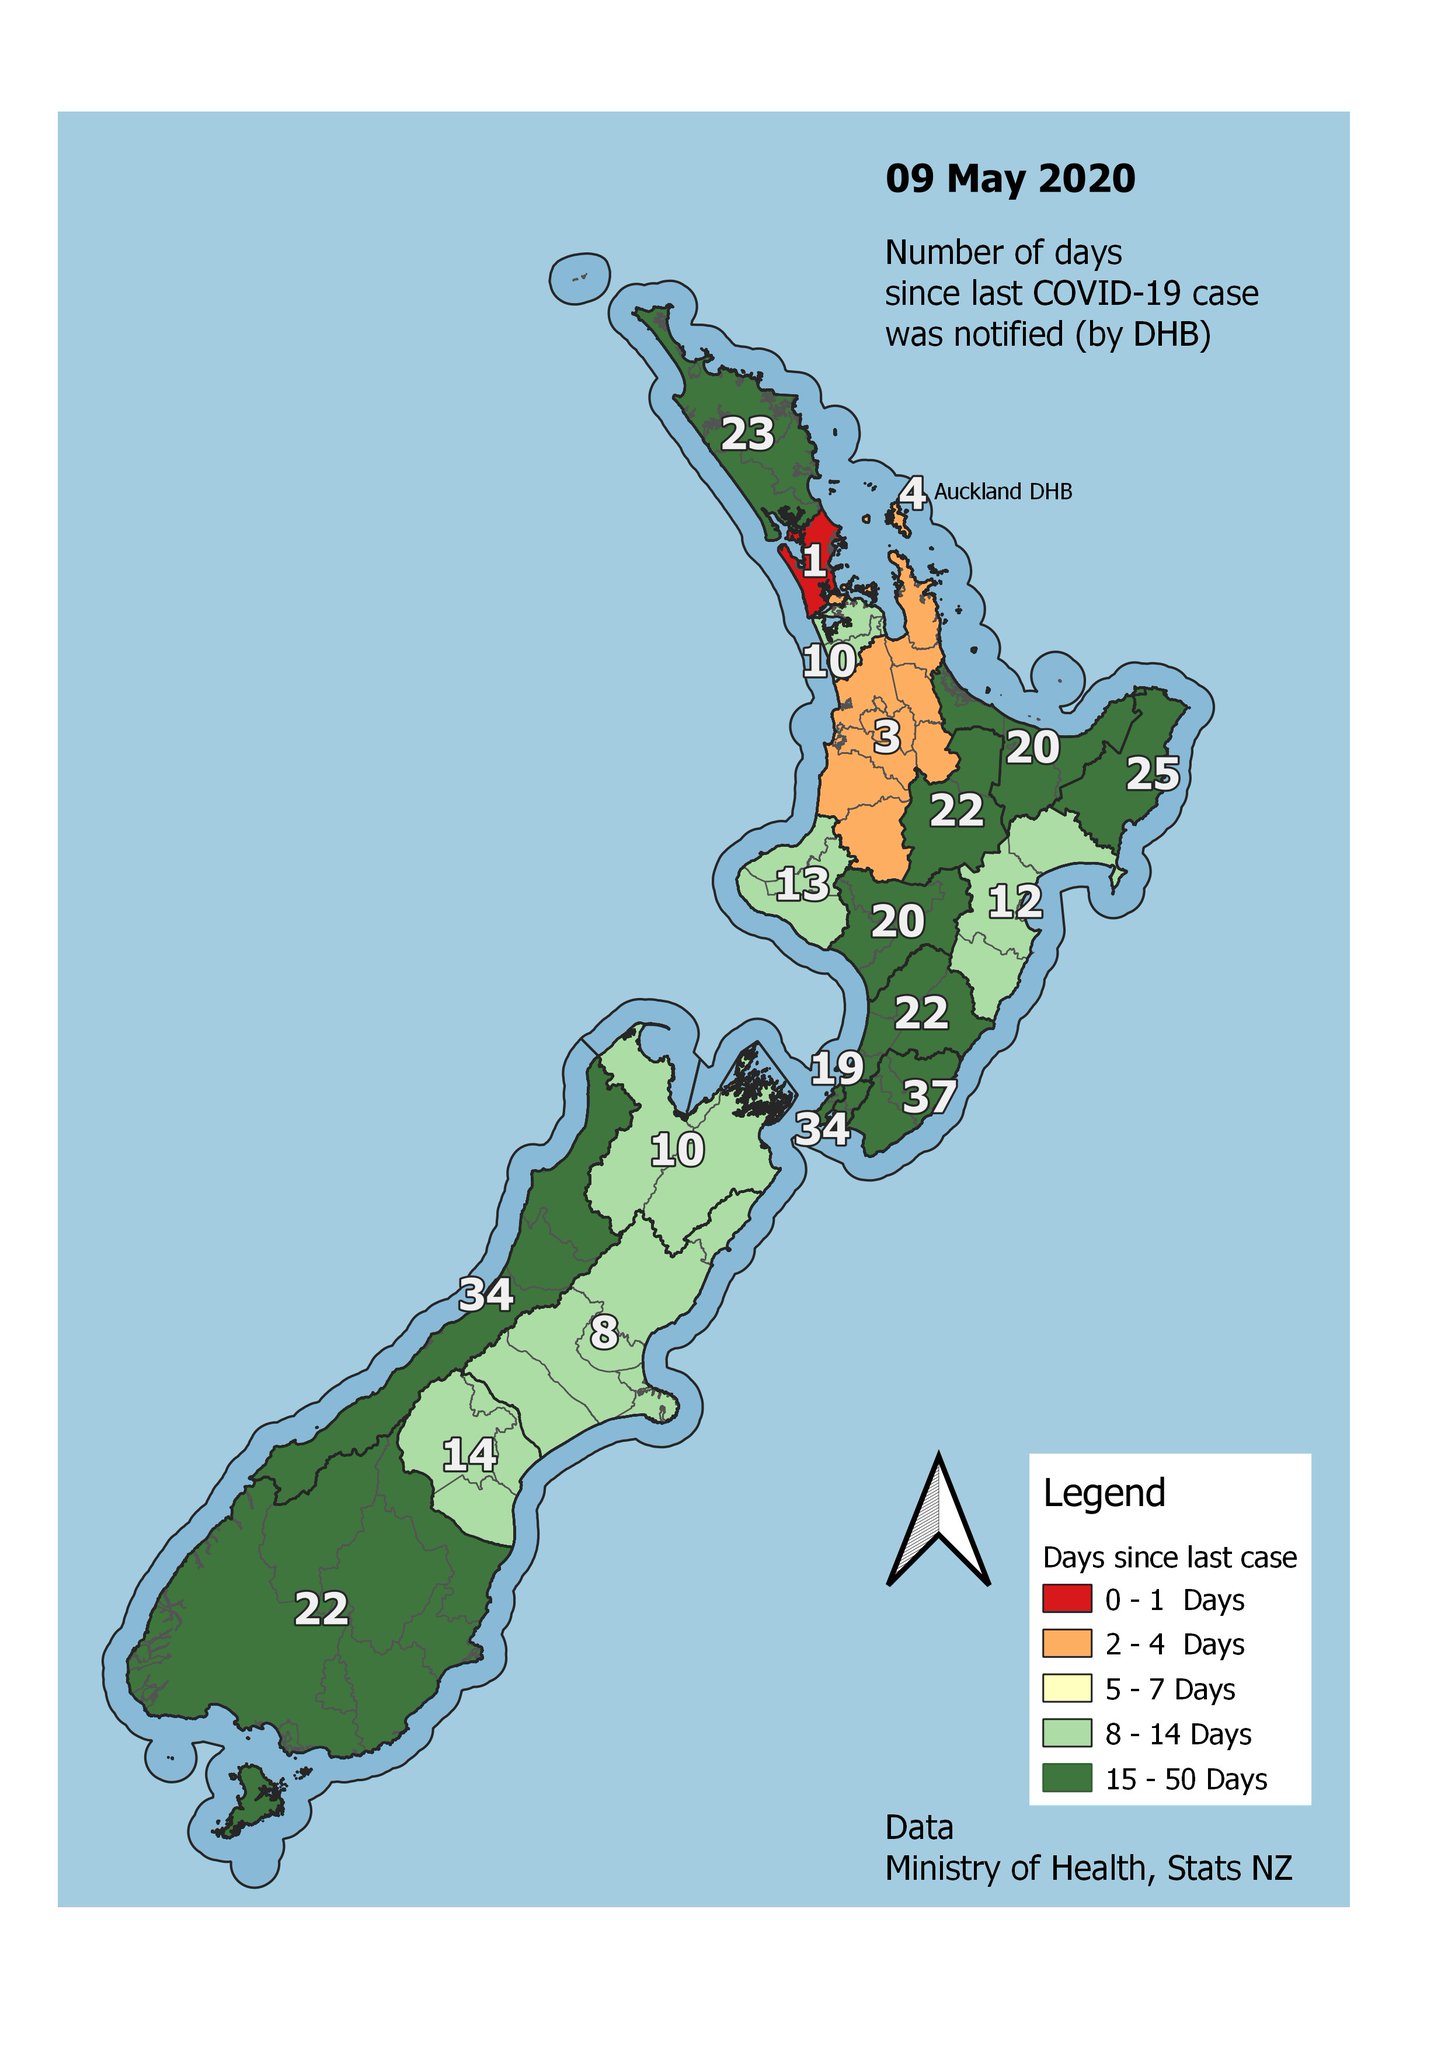 09 May 2020
Number of days
since last COVID-19 case
was notified (by DHB)
23
4 Auckland DHB
1
10
3
20
25
22
13
12
20
22
19
37
34
10
34
8
14
22
Legend
Days since last case
0 - 1 Days
2 - 4 Days
5 - 7 Days
8 - 14 Days
15 - 50 Days
Data
Ministry of Health, Stats NZ